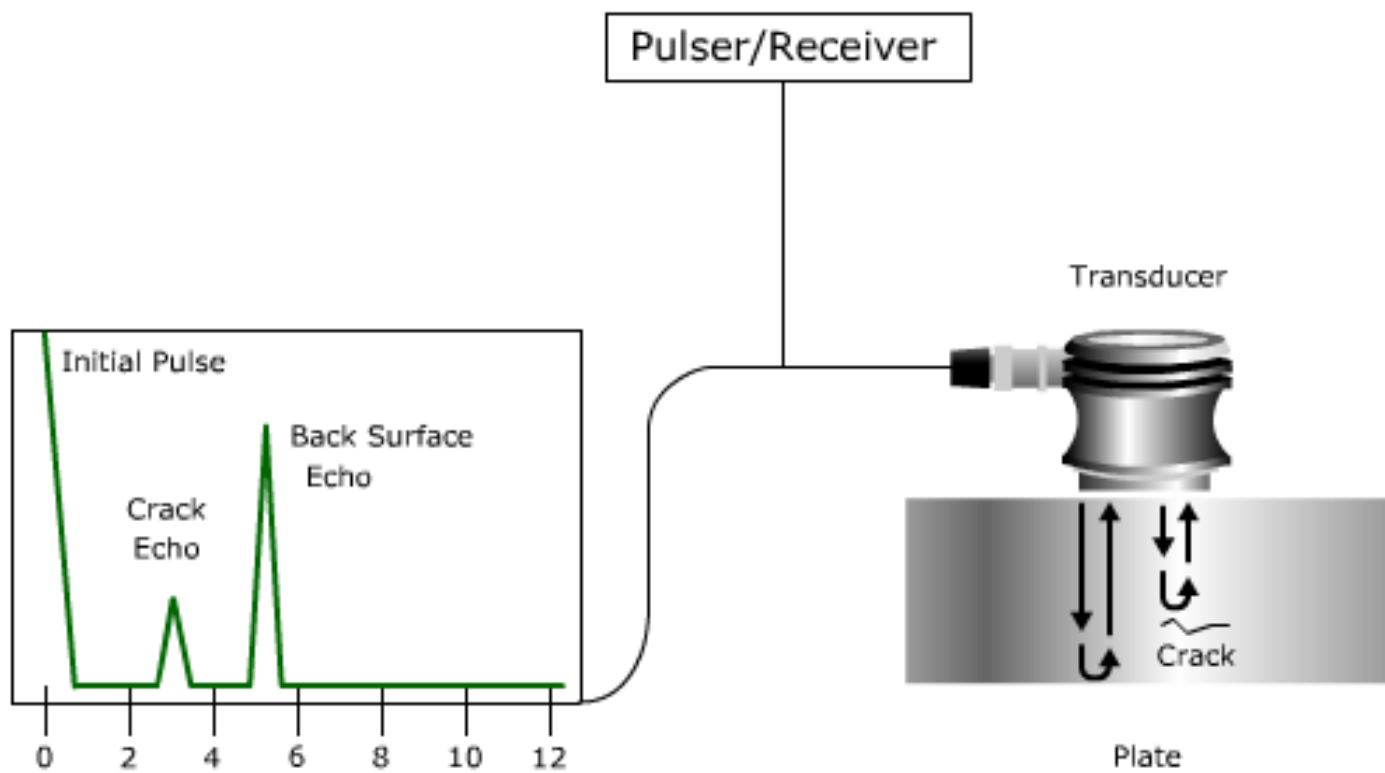 Pulser/Receiver
Transducer
Initial Pulse
Back Surface
Echo
Crack
Echo
Crack
0 2 4 6 8 10 12
Plate